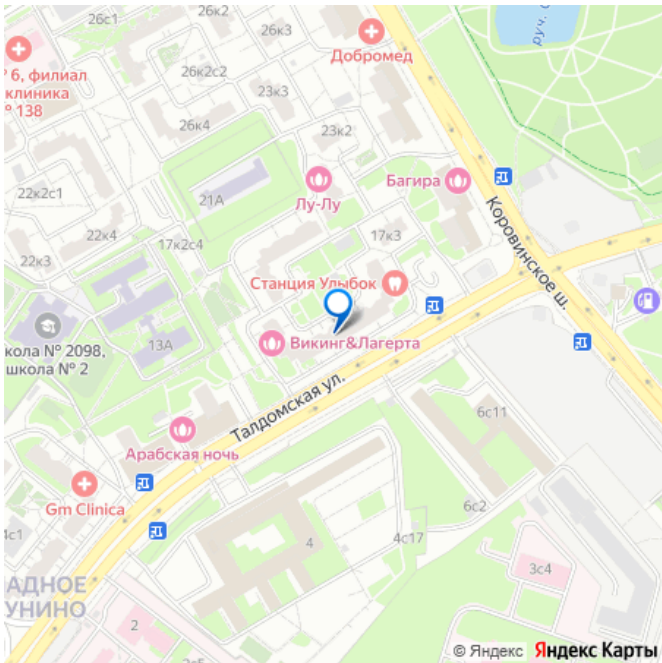 26с1
26к3
26к2
Добромед
№ 6, филиал
клиника
№ 138
26к2с2
23к3
26к4
23к2
Лу-Лу
Багира
22к2с1
21А
22к4
17к2с4
17к3
22к3
Коровинское ш.
Станция Улыбок
13А
Викинг&Лагерта
кола № 2098,
школа № 2
Талдомская ул.
6с11
Арабская ночь
Gm Clinica
4с1
6с2
4
4с17
3с4
АДНОЕ
УНИНО
2
© Яндекс Яндекс Карты